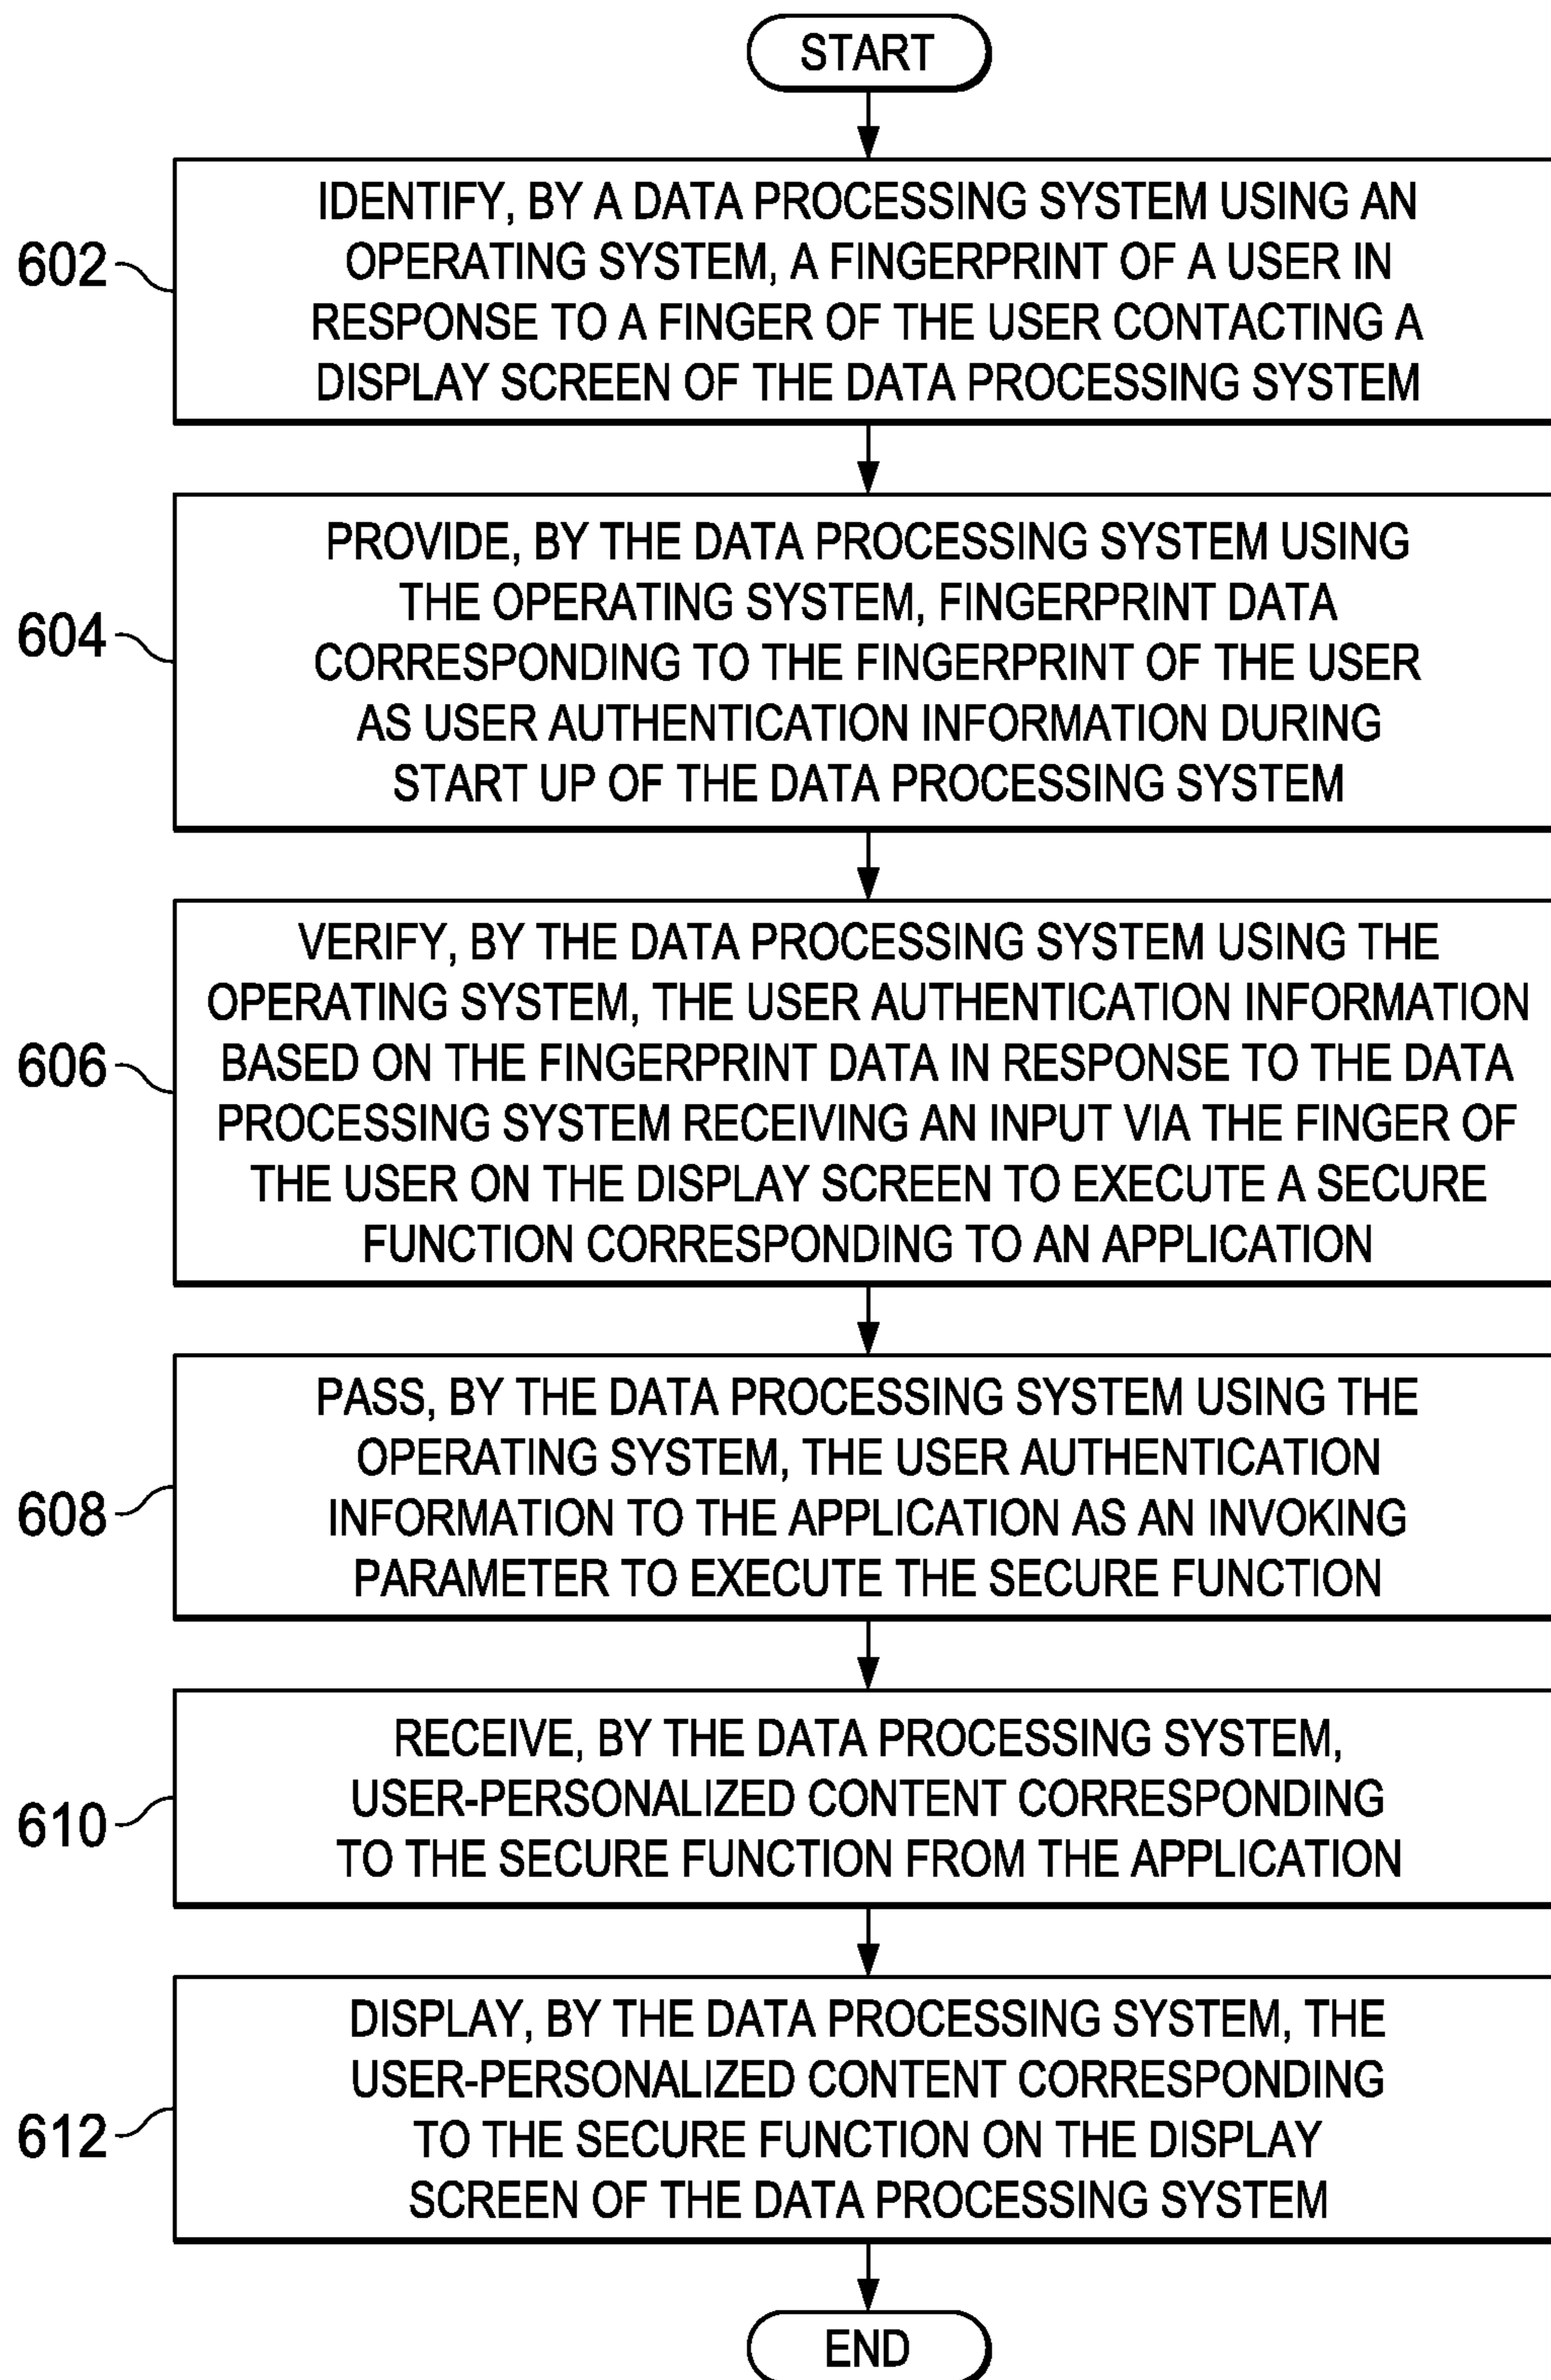 START
IDENTIFY, BY A DATA PROCESSING SYSTEM USING AN
OPERATING SYSTEM, A FINGERPRINT OF A USER IN
RESPONSE TO A FINGER OF THE USER CONTACTING A
DISPLAY SCREEN OF THE DATA PROCESSING SYSTEM
602
PROVIDE, BY THE DATA PROCESSING SYSTEM USING
THE OPERATING SYSTEM, FINGERPRINT DATA
CORRESPONDING TO THE FINGERPRINT OF THE USER
AS USER AUTHENTICATION INFORMATION DURING
START UP OF THE DATA PROCESSING SYSTEM
604
VERIFY, BY THE DATA PROCESSING SYSTEM USING THE
OPERATING SYSTEM, THE USER AUTHENTICATION INFORMATION
BASED ON THE FINGERPRINT DATA IN RESPONSE TO THE DATA
PROCESSING SYSTEM RECEIVING AN INPUT VIA THE FINGER OF
THE USER ON THE DISPLAY SCREEN TO EXECUTE A SECURE
FUNCTION CORRESPONDING TO AN APPLICATION
606
PASS, BY THE DATA PROCESSING SYSTEM USING THE
OPERATING SYSTEM, THE USER AUTHENTICATION
INFORMATION TO THE APPLICATION AS AN INVOKING
PARAMETER TO EXECUTE THE SECURE FUNCTION
608
RECEIVE, BY THE DATA PROCESSING SYSTEM,
USER-PERSONALIZED CONTENT CORRESPONDING
TO THE SECURE FUNCTION FROM THE APPLICATION
610
DISPLAY, BY THE DATA PROCESSING SYSTEM, THE
USER-PERSONALIZED CONTENT CORRESPONDING
TO THE SECURE FUNCTION ON THE DISPLAY
SCREEN OF THE DATA PROCESSING SYSTEM
612
END